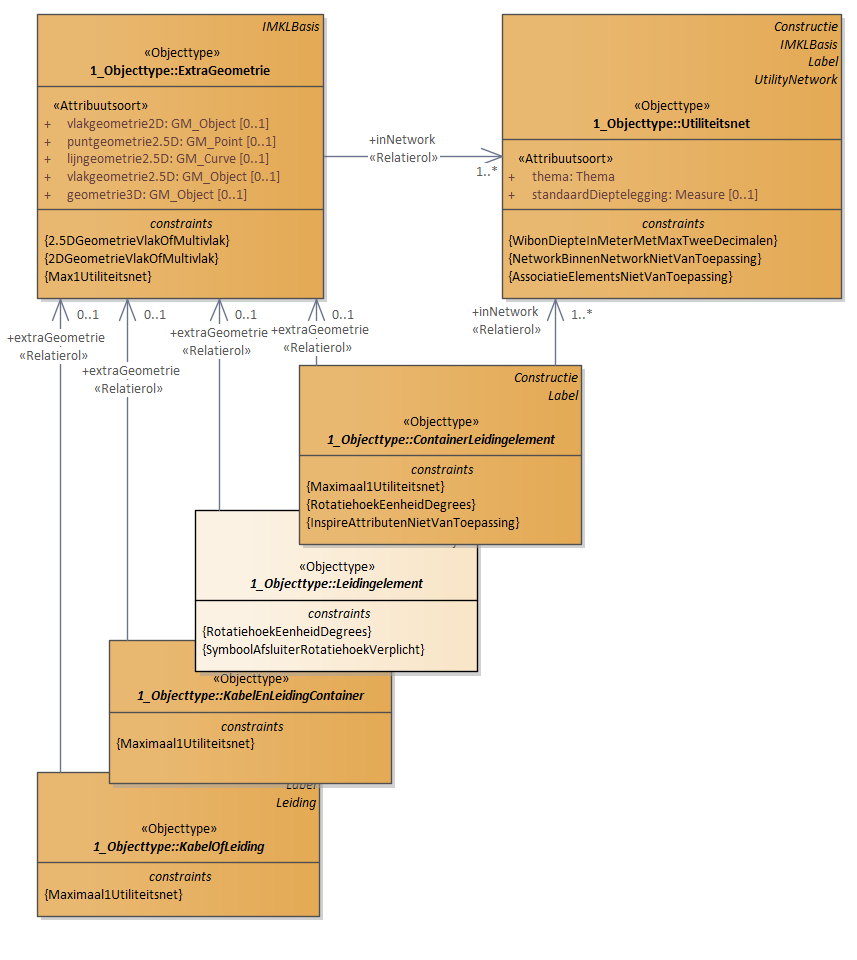 IMKLBasis
«Objecttype»
1_Objecttype::ExtraGeometrie
«Attribuutsoort»
+ vlakgeometrie2D: GM_Object [0..1]
+ puntgeometrie2.5D: GM_Point [0..1]
+ lijngeometrie2.5D: GM_Curve [0..1]
+ vlakgeometrie2.5D: GM_Object [0..1]
+ geometrie3D: GM_Object [0..1]
constraints
{2.5DGeometrieVlakOfMultivlak}
{2DGeometrieVlakOfMultivlak}
{Max1Utiliteitsnet}
+inNetwork
«Relatierol»
1..*
Constructie
IMKLBasis
Label
UtilityNetwork
«Objecttype»
1_Objecttype::Utiliteitsnet
«Attribuutsoort»
+ thema: Thema
+ standaardDieptelegging: Measure [0..1]
constraints
{WibonDiepteInMeterMetMaxTweeDecimalen}
{NetworkBinnenNetworkNietVanToepassing}
{AssociatieElementsNietVanToepassing}
0..1
+extraGeometrie
«Relatierol»
0..1
+extraGeometrie
«Relatierol»
0..1
+extraGeometrie
«Relatierol»
0..1
+extraGeometrie
«Relatierol»
+inNetwork
«Relatierol»
1..*
Constructie
Label
«Objecttype»
1_Objecttype::ContainerLeidingelement
constraints
{Maximaal1Utiliteitsnet}
{RotatiehoekEenheidDegrees}
{InspireAttributenNietVanToepassing}
«Objecttype»
1_Objecttype::Leidingelement
constraints
{RotatiehoekEenheidDegrees}
{SymboolAfsluiterRotatiehoekVerplicht}
«Objecttype»
1_Objecttype::KabelEnLeidingContainer
constraints
{Maximaal1Utiliteitsnet}
Label
Leiding
«Objecttype»
1_Objecttype::KabelOfLeiding
constraints
{Maximaal1Utiliteitsnet}